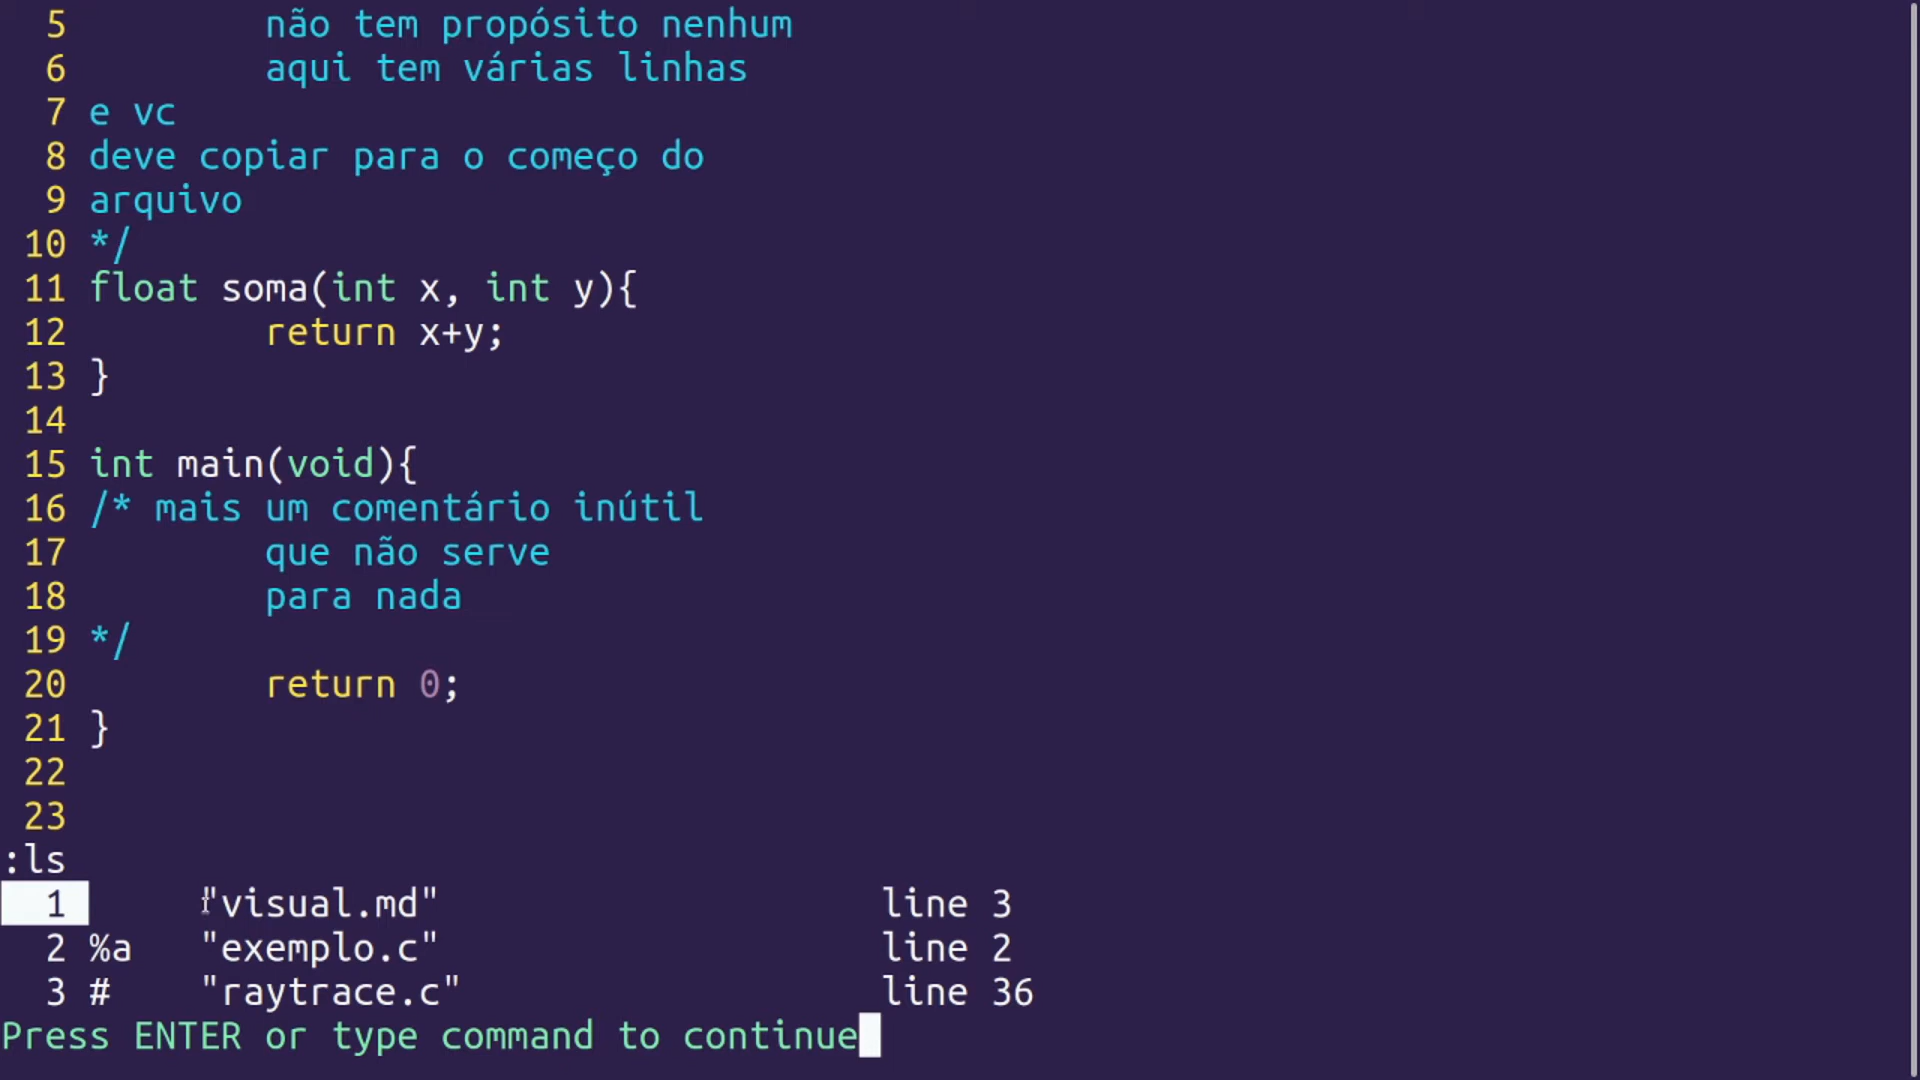 5 não tem propósito nenhum
6 aqui tem várias linhas
7 e vc
8 deve copiar para o começo do
9 arquivo
10 */
11 float soma(int x, int y){
12 return x+y;
13 }
14
15 int main(void){
16 /* mais um comentário inútil
17 que não serve
18 para nada
19 */
20 return 0;
21 }
22
23
:ls
1 "visual.md" line 3
2 %a "exemplo.c" line 2
3 # "raytrace.c" line 36
Press ENTER or type command to continue